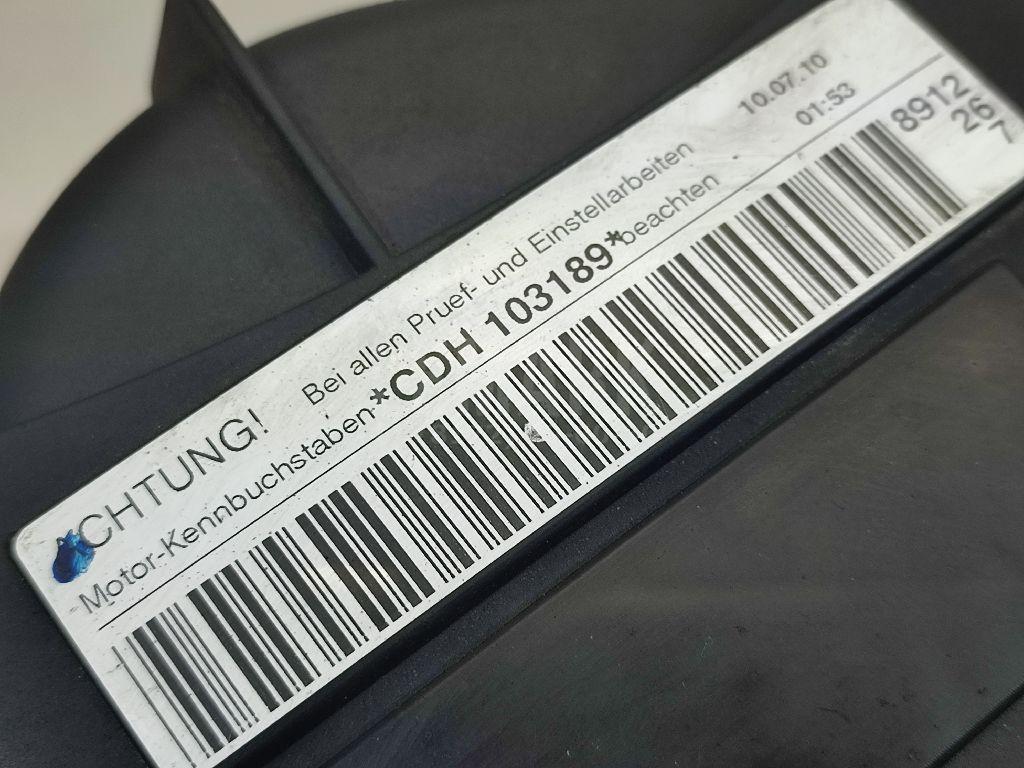 CHTUNG! Bei allen Pruef- und Einstellarbeiten 10.07.10
Motor-Kennbuchstaben *CDH 103189* beachten 01:53
8912
26
7